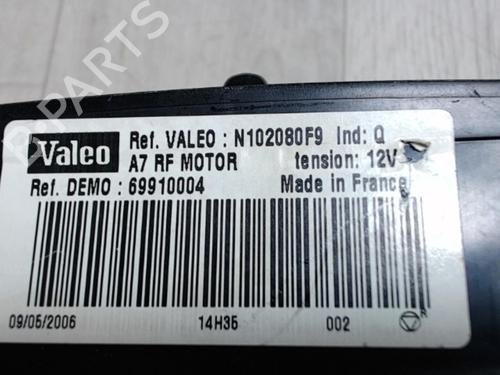 B-PARTS
Valeo
Ref. VALEO : N102080F9 Ind: Q
A7 RF MOTOR tension: 12V
Ref. DEMO : 69910004 Made in France
09/05/2006 14H35 002 R